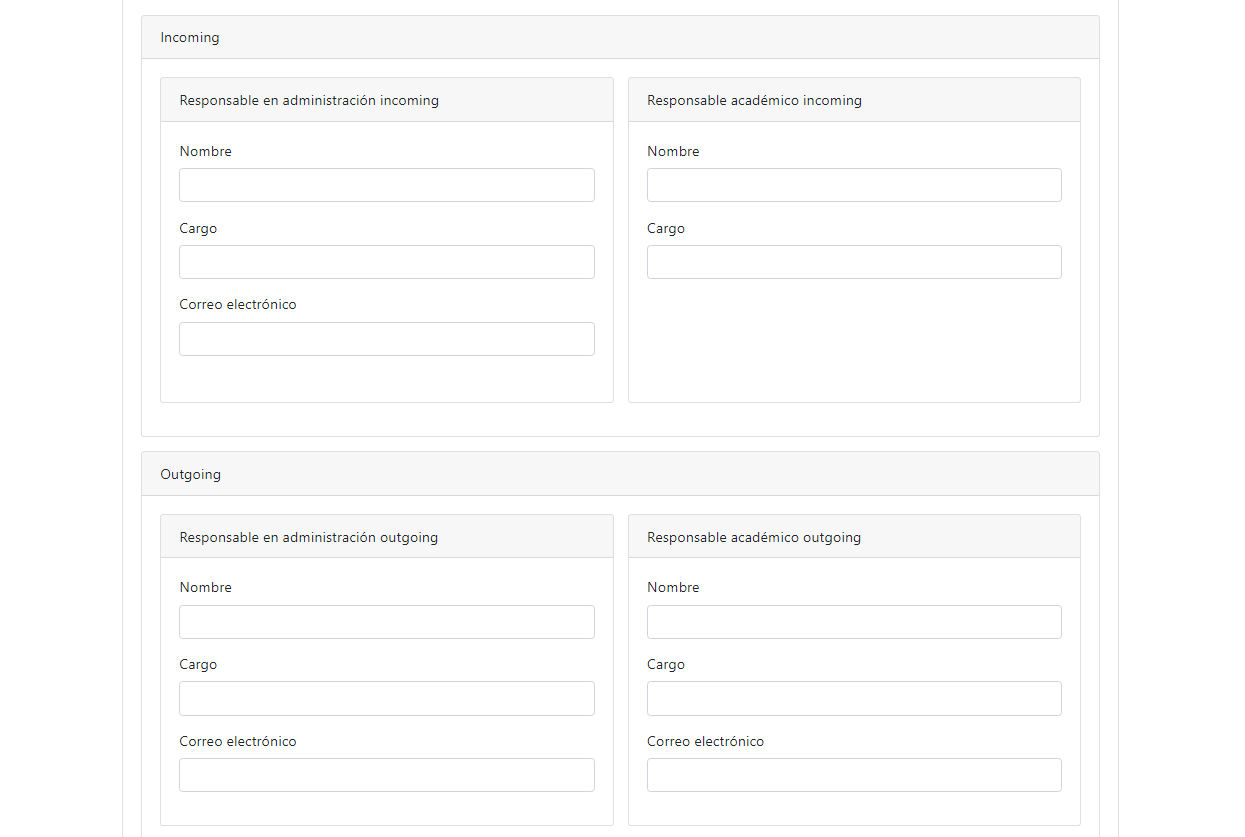 Incoming
Responsable en administración incoming
Nombre
Cargo
Correo electrónico
Responsable académico incoming
Nombre
Cargo
Outgoing
Responsable en administración outgoing
Nombre
Cargo
Correo electrónico
Responsable académico outgoing
Nombre
Cargo
Correo electrónico